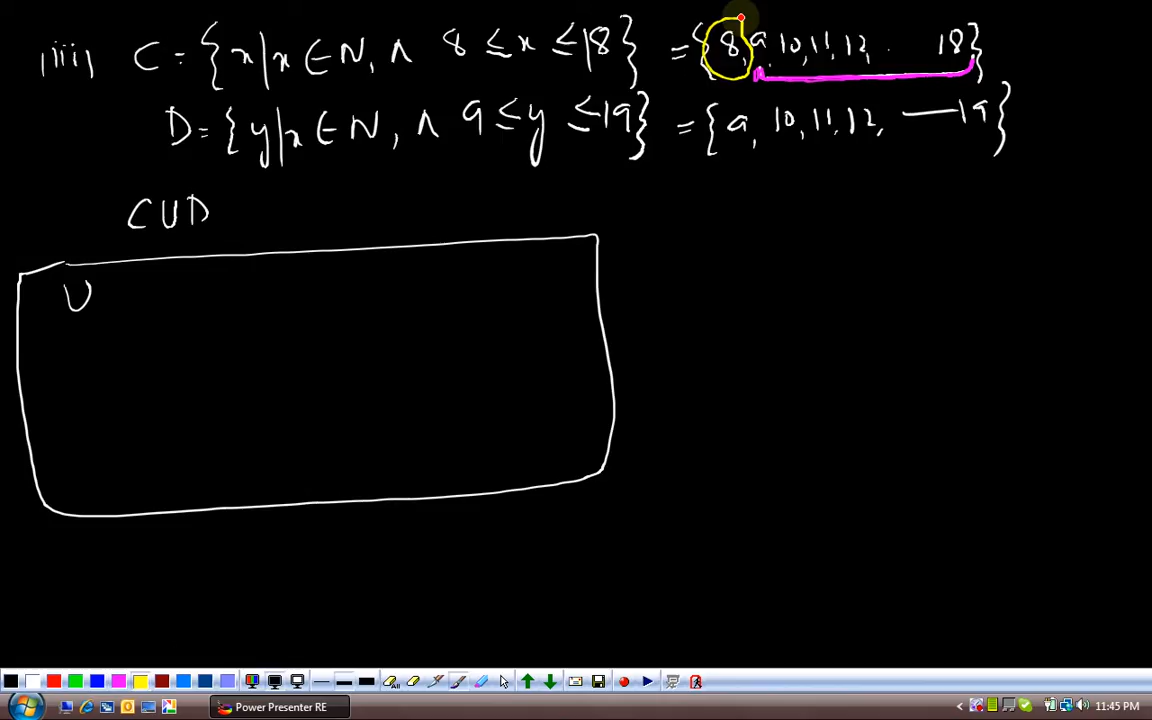 iii) C = {x|x ∈ N, ∧ 8 ≤ x ≤ 18} = {8, 9, 10, 11, 12, . 18}
D = {y|x ∈ N, ∧ 9 ≤ y ≤ 19} = {9, 10, 11, 12, — 19}
C U D
U
Power Presenter RE
11:45 PM